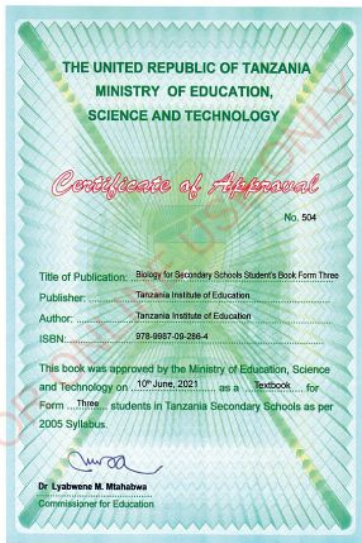 THE UNITED REPUBLIC OF TANZANIA
MINISTRY OF EDUCATION,
SCIENCE AND TECHNOLOGY
Certificate of Approval
No. 504
Title of Publication: Biology for Secondary Schools Student's Book Form Three
Publisher: Tanzania Institute of Education
Author: Tanzania Institute of Education
ISBN: 978-9987-09-286-4
This book was approved by the Ministry of Education, Science
and Technology on 10th June, 2021 as a Textbook for
Form Three students in Tanzania Secondary Schools as per
2005 Syllabus.
Dr Lyabwene M. Mtahabwa
Commissioner for Education